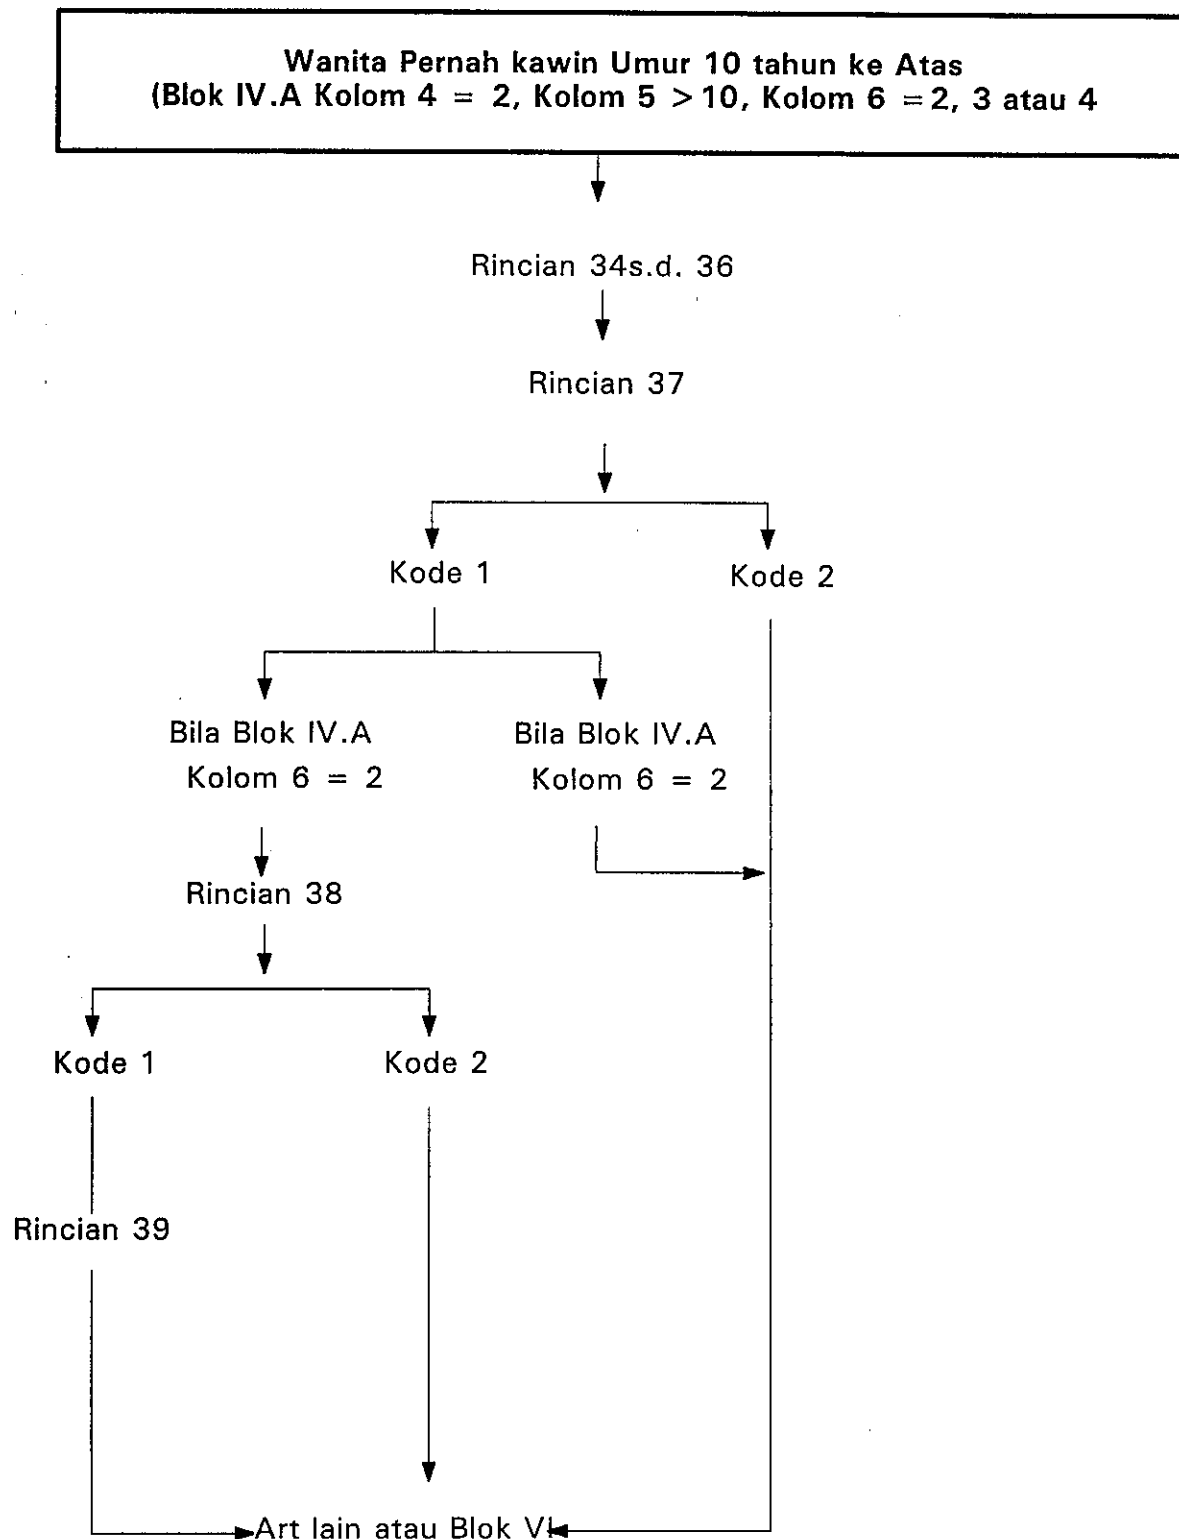 Wanita Pernah kawin Umur 10 tahun ke Atas
(Blok IV.A Kolom 4 = 2, Kolom 5 >10, Kolom 6 =2, 3 atau 4
Rincian 34s.d. 36
Rincian 37
Kode 1
Kode 2
Bila Blok IV.A
Kolom 6 = 2
Bila Blok IV.A
Kolom 6 = 2
Rincian 38
Kode 1
Kode 2
Rincian 39
Art lain atau Blok VI